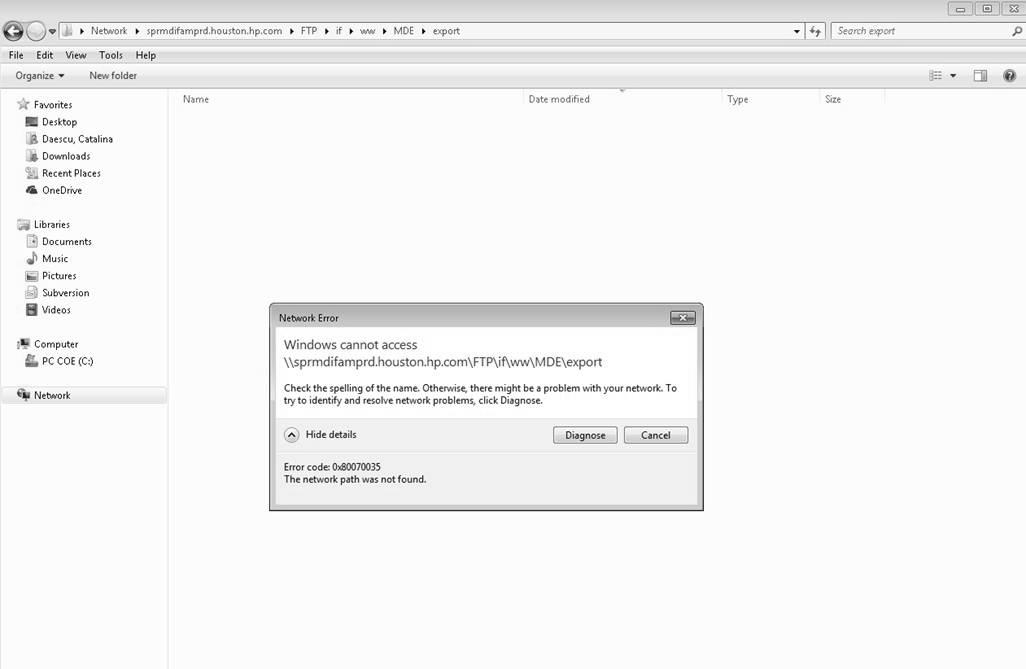 Network sprmdifamprd.houston.hp.com FTP if ww MDE export Search export
File Edit View Tools Help
Organize New folder
Name Date modified Type Size
Favorites
Desktop
Daescu, Catalina
Downloads
Recent Places
OneDrive
Libraries
Documents
Music
Pictures
Subversion
Videos
Computer
PC COE (C:)
Network
Network Error
Windows cannot access
\\sprmdifamprd.houston.hp.com\FTP\if\ww\MDE\export
Check the spelling of the name. Otherwise, there might be a problem with your network. To
try to identify and resolve network problems, click Diagnose.
Hide details Diagnose Cancel
Error code: 0x80070035
The network path was not found.